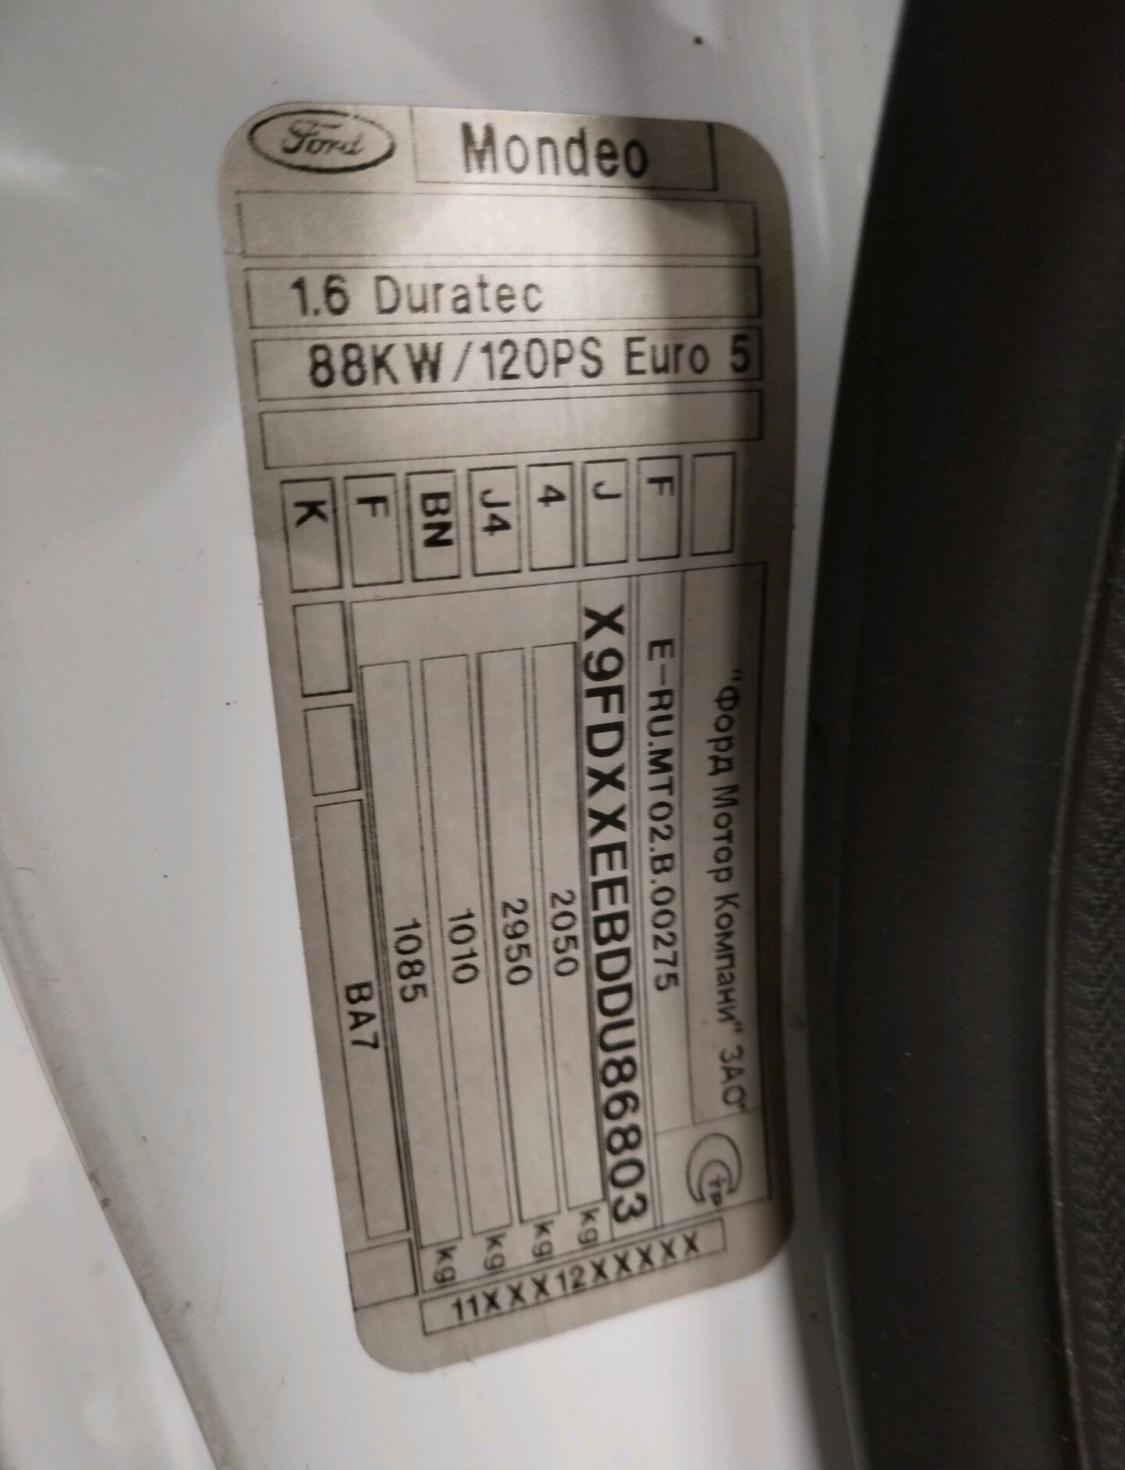 Ford
Mondeo
1.6 Duratec
88KW/120PS Euro 5
K F BN J4 4 J F
"Форд Мотор Компани" ЗАО
E-RU.MT02.B.00275
X9FDXXEEBDDU86803
2050 kg
2950 kg
1010 kg
1085 kg
BA7
11XXX12XXXXX